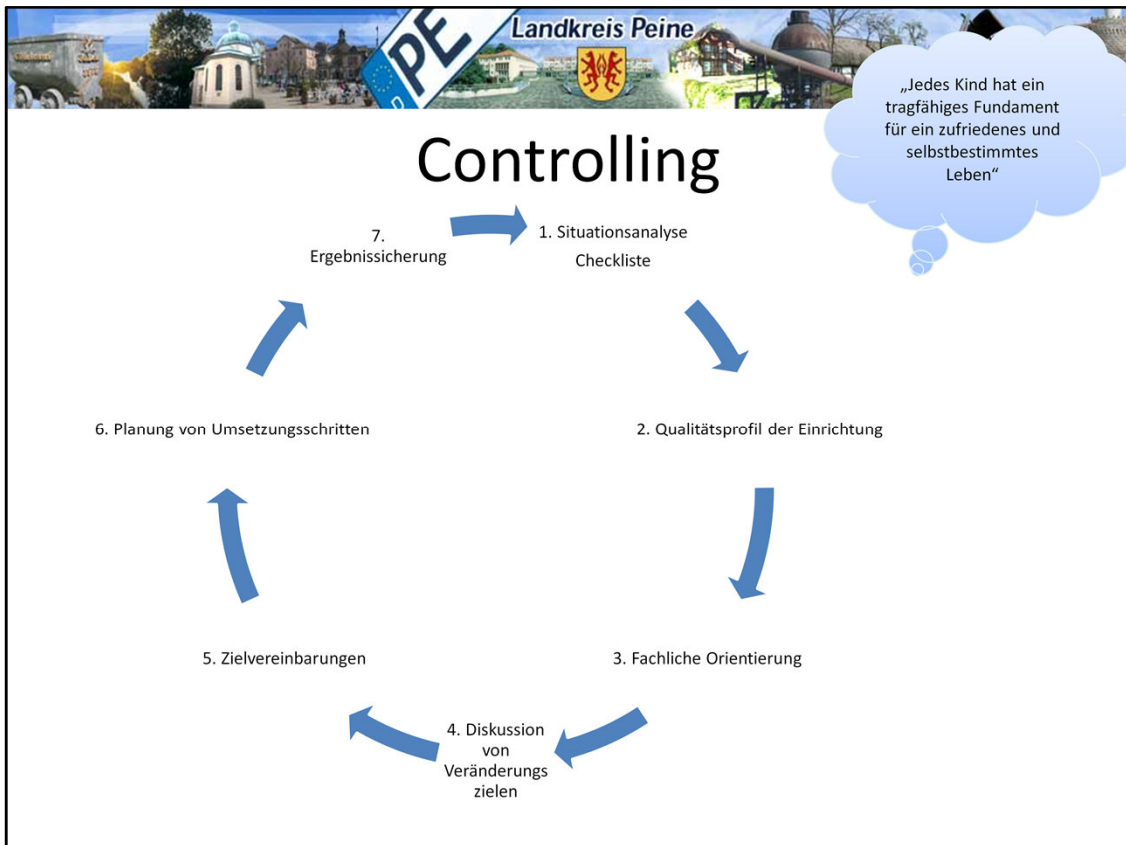 PE
D
Landkreis Peine
„Jedes Kind hat ein
tragfähiges Fundament
für ein zufriedenes und
selbstbestimmtes
Leben“
Controlling
1. Situationsanalyse
Checkliste
2. Qualitätsprofil der Einrichtung
3. Fachliche Orientierung
4. Diskussion
von
Veränderungs
zielen
5. Zielvereinbarungen
6. Planung von Umsetzungsschritten
7.
Ergebnissicherung